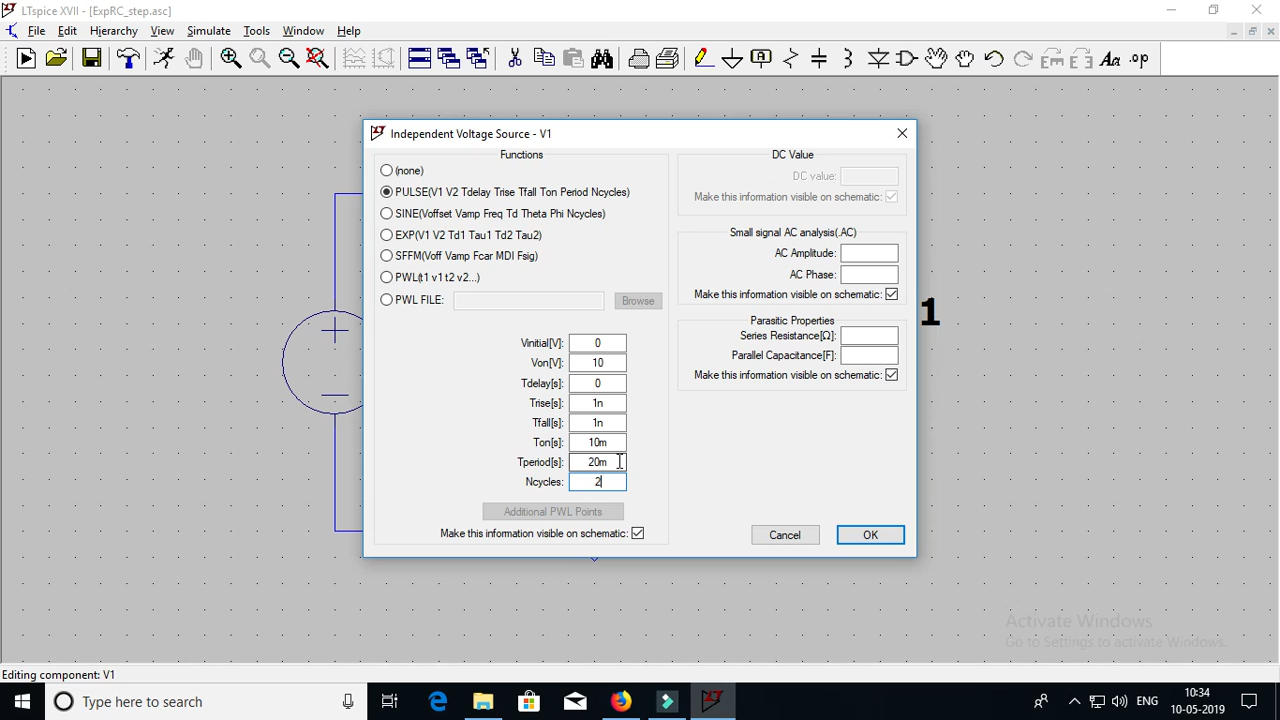 LTspice XVII - [ExpRC_step.asc]
File Edit Hierarchy View Simulate Tools Window Help
Aa .op
Independent Voltage Source - V1
Functions
(none)
PULSE(V1 V2 Tdelay Trise Tfall Ton Period Ncycles)
SINE(Voffset Vamp Freq Td Theta Phi Ncycles)
EXP(V1 V2 Td1 Tau1 Td2 Tau2)
SFFM(Voff Vamp Fcar MDI Fsig)
PWL(t1 v1 t2 v2...)
PWL FILE: Browse
Vinitial[V]: 0
Von[V]: 10
Tdelay[s]: 0
Trise[s]: 1n
Tfall[s]: 1n
Ton[s]: 10m
Tperiod[s]: 20m
Ncycles: 2
Additional PWL Points
Make this information visible on schematic:
DC Value
DC value:
Make this information visible on schematic:
Small signal AC analysis(.AC)
AC Amplitude:
AC Phase:
Make this information visible on schematic:
Parasitic Properties
Series Resistance[Ω]:
Parallel Capacitance[F]:
Make this information visible on schematic:
Cancel OK
1
Activate Windows
Go to Settings to activate Windows.
Editing component: V1
Type here to search
ENG
10:34
10-05-2019